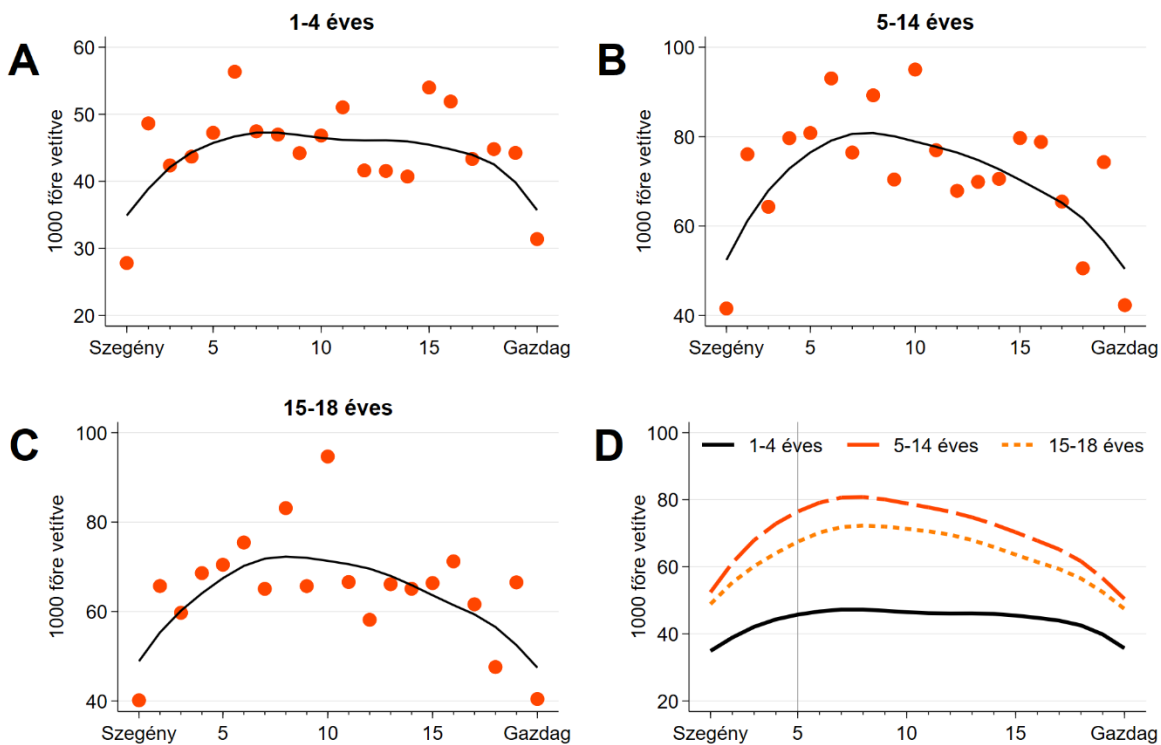 A
1-4 éves
1000 főre vetítve
60
50
40
30
20
Szegény 5 10 15 Gazdag
B
5-14 éves
1000 főre vetítve
100
80
60
40
Szegény 5 10 15 Gazdag
C
15-18 éves
1000 főre vetítve
100
80
60
40
Szegény 5 10 15 Gazdag
D
1-4 éves 5-14 éves 15-18 éves
1000 főre vetítve
100
80
60
40
20
Szegény 5 10 15 Gazdag